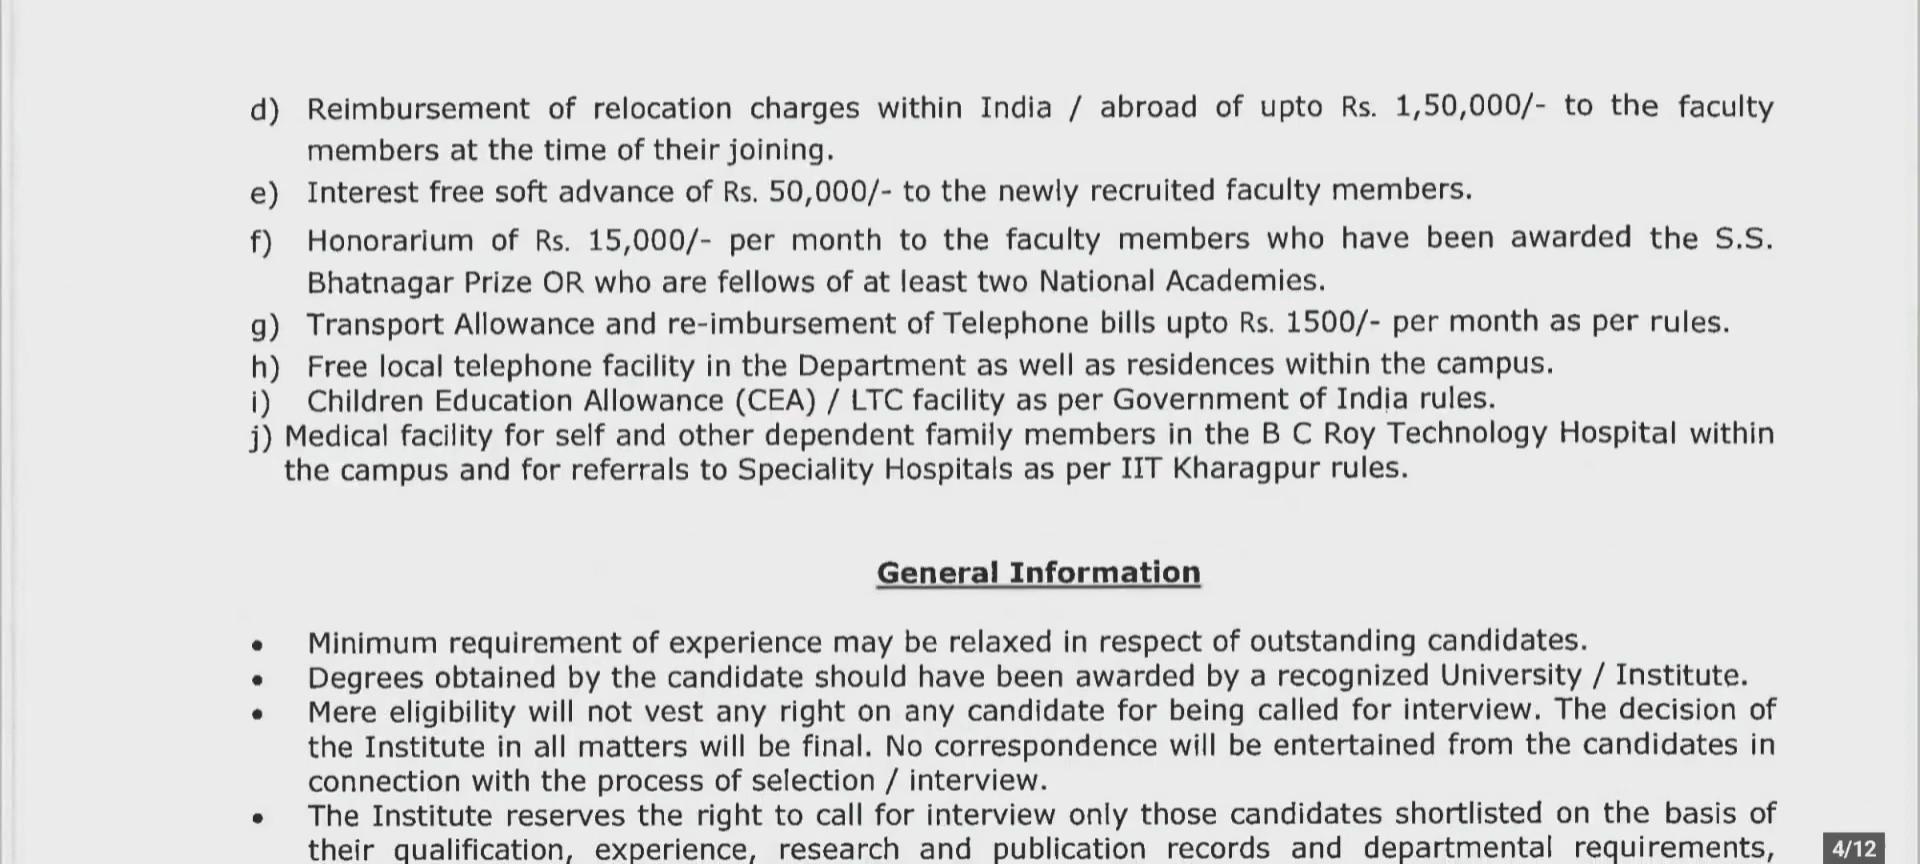 d) Reimbursement of relocation charges within India / abroad of upto Rs. 1,50,000/- to the faculty
members at the time of their joining.
e) Interest free soft advance of Rs. 50,000/- to the newly recruited faculty members.
f) Honorarium of Rs. 15,000/- per month to the faculty members who have been awarded the S.S.
Bhatnagar Prize OR who are fellows of at least two National Academies.
g) Transport Allowance and re-imbursement of Telephone bills upto Rs. 1500/- per month as per rules.
h) Free local telephone facility in the Department as well as residences within the campus.
i) Children Education Allowance (CEA) / LTC facility as per Government of India rules.
j) Medical facility for self and other dependent family members in the B C Roy Technology Hospital within
the campus and for referrals to Speciality Hospitals as per IIT Kharagpur rules.
General Information
• Minimum requirement of experience may be relaxed in respect of outstanding candidates.
• Degrees obtained by the candidate should have been awarded by a recognized University / Institute.
• Mere eligibility will not vest any right on any candidate for being called for interview. The decision of
the Institute in all matters will be final. No correspondence will be entertained from the candidates in
connection with the process of selection / interview.
• The Institute reserves the right to call for interview only those candidates shortlisted on the basis of
their qualification, experience, research and publication records and departmental requirements,
4/12